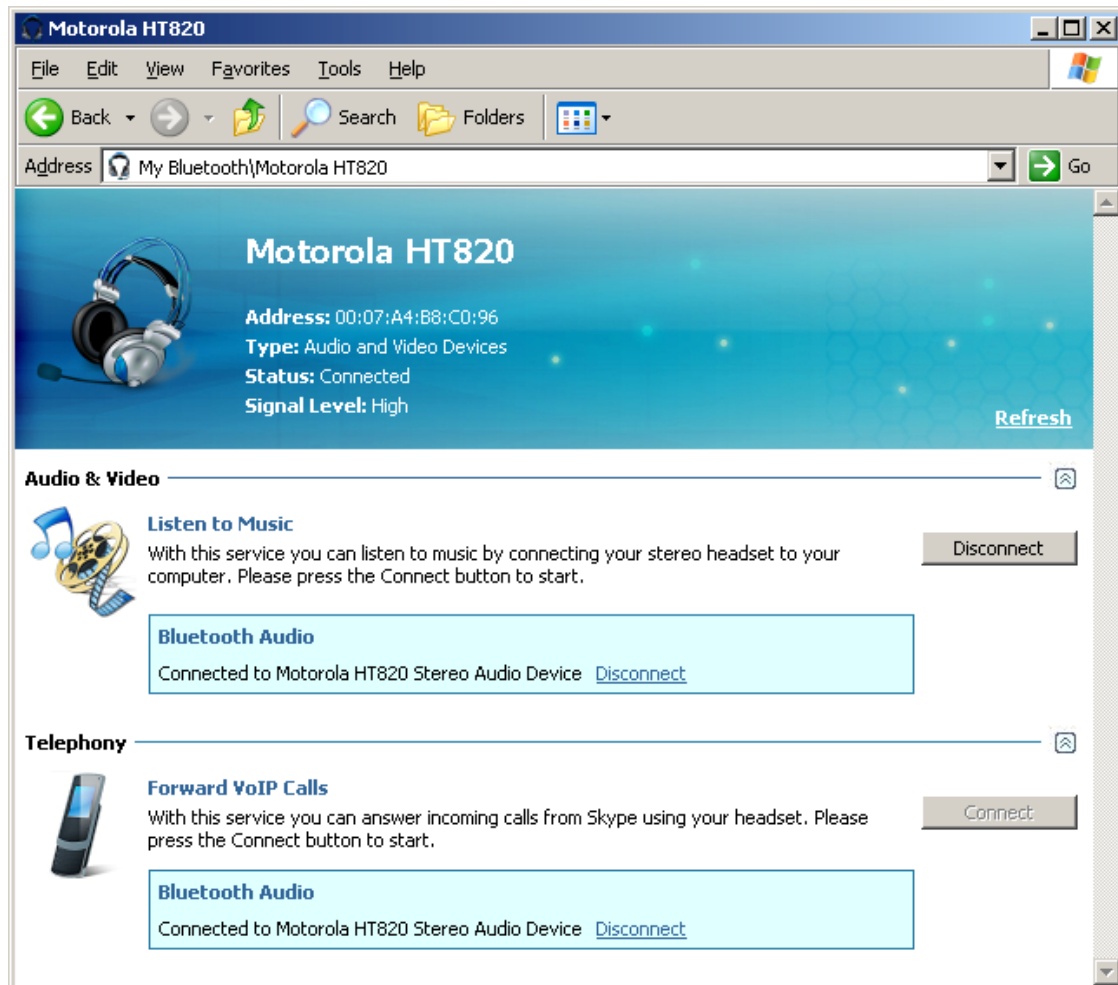 Motorola HT820
File Edit View Favorites Tools Help
Back Search Folders
Address My Bluetooth\Motorola HT820 Go
Motorola HT820
Address: 00:07:A4:B8:C0:96
Type: Audio and Video Devices
Status: Connected
Signal Level: High
Refresh
Audio & Video
Listen to Music
With this service you can listen to music by connecting your stereo headset to your
computer. Please press the Connect button to start.
Disconnect
Bluetooth Audio
Connected to Motorola HT820 Stereo Audio Device Disconnect
Telephony
Forward VoIP Calls
With this service you can answer incoming calls from Skype using your headset. Please
press the Connect button to start.
Connect
Bluetooth Audio
Connected to Motorola HT820 Stereo Audio Device Disconnect